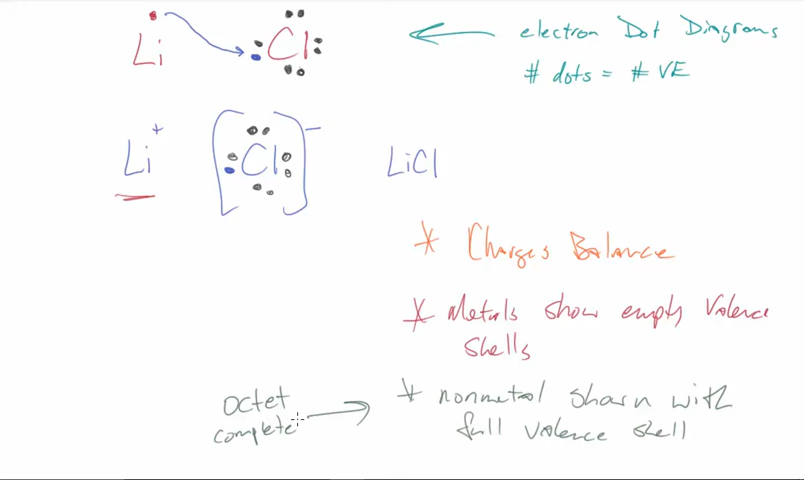 Li Cl
← electron Dot Diagrams
# dots = # VE
Li⁺ [Cl]⁻ LiCl
* Charges Balance
* Metals show empty Valence
shells
Octet
complete
→ * nonmetal shown with
full valence shell